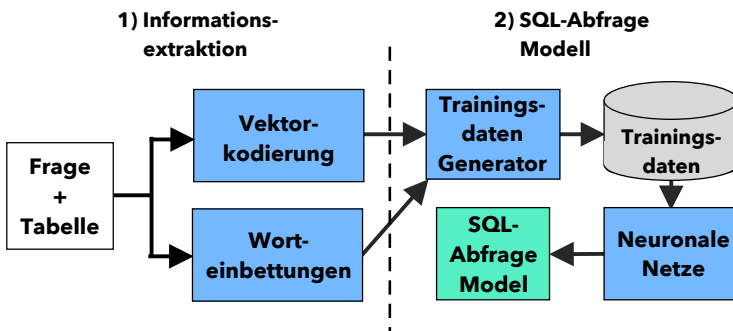 1) Informations-
extraktion
2) SQL-Abfrage
Modell
Frage
+
Tabelle
Vektor-
kodierung
Wort-
einbettungen
Trainings-
daten
Generator
Trainings-
daten
SQL-
Abfrage
Model
Neuronale
Netze